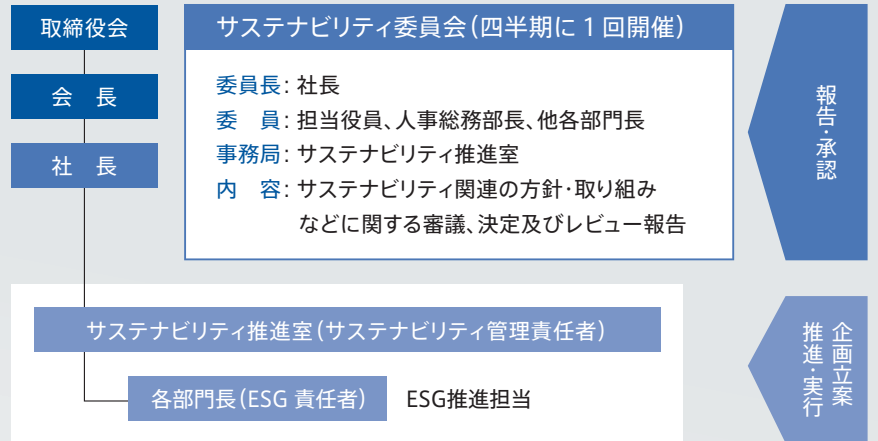 取締役会
会 長
社 長
サステナビリティ委員会(四半期に1回開催)
委員長: 社長
委 員: 担当役員、人事総務部長、他各部門長
事務局: サステナビリティ推進室
内 容: サステナビリティ関連の方針・取り組み
などに関する審議、決定及びレビュー報告
報告・承認
サステナビリティ推進室(サステナビリティ管理責任者)
各部門長(ESG 責任者)
ESG推進担当
企画立案
推進・実行